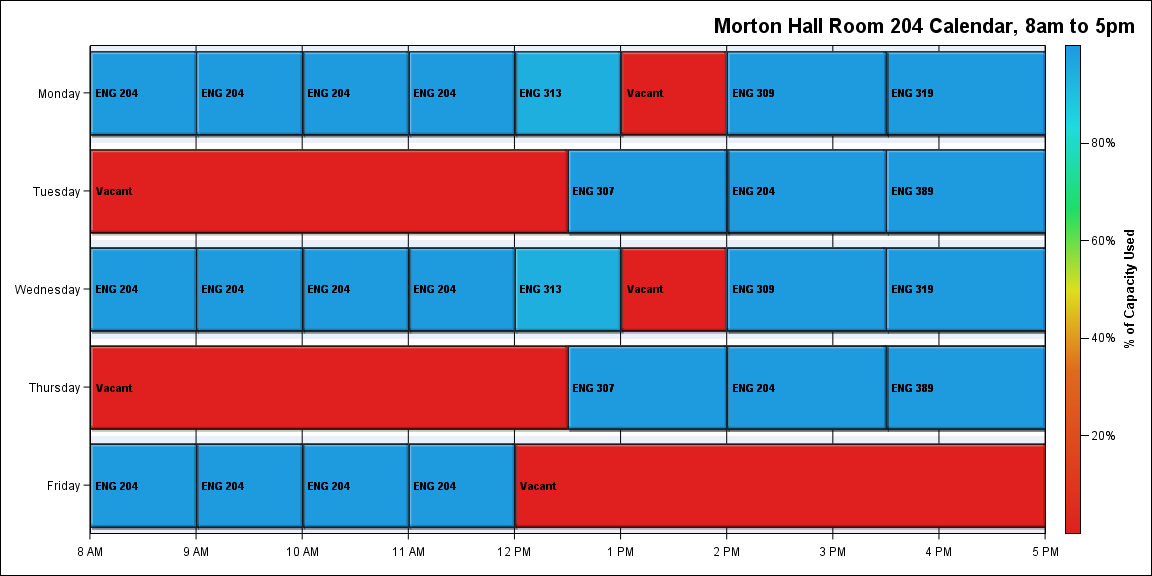 Morton Hall Room 204 Calendar, 8am to 5pm
Monday
ENG 204 ENG 204 ENG 204 ENG 204 ENG 313 Vacant ENG 309 ENG 319
Tuesday
Vacant ENG 307 ENG 204 ENG 389
Wednesday
ENG 204 ENG 204 ENG 204 ENG 204 ENG 313 Vacant ENG 309 ENG 319
Thursday
Vacant ENG 307 ENG 204 ENG 389
Friday
ENG 204 ENG 204 ENG 204 ENG 204 Vacant
8 AM 9 AM 10 AM 11 AM 12 PM 1 PM 2 PM 3 PM 4 PM 5 PM
80%
60%
40%
20%
% of Capacity Used